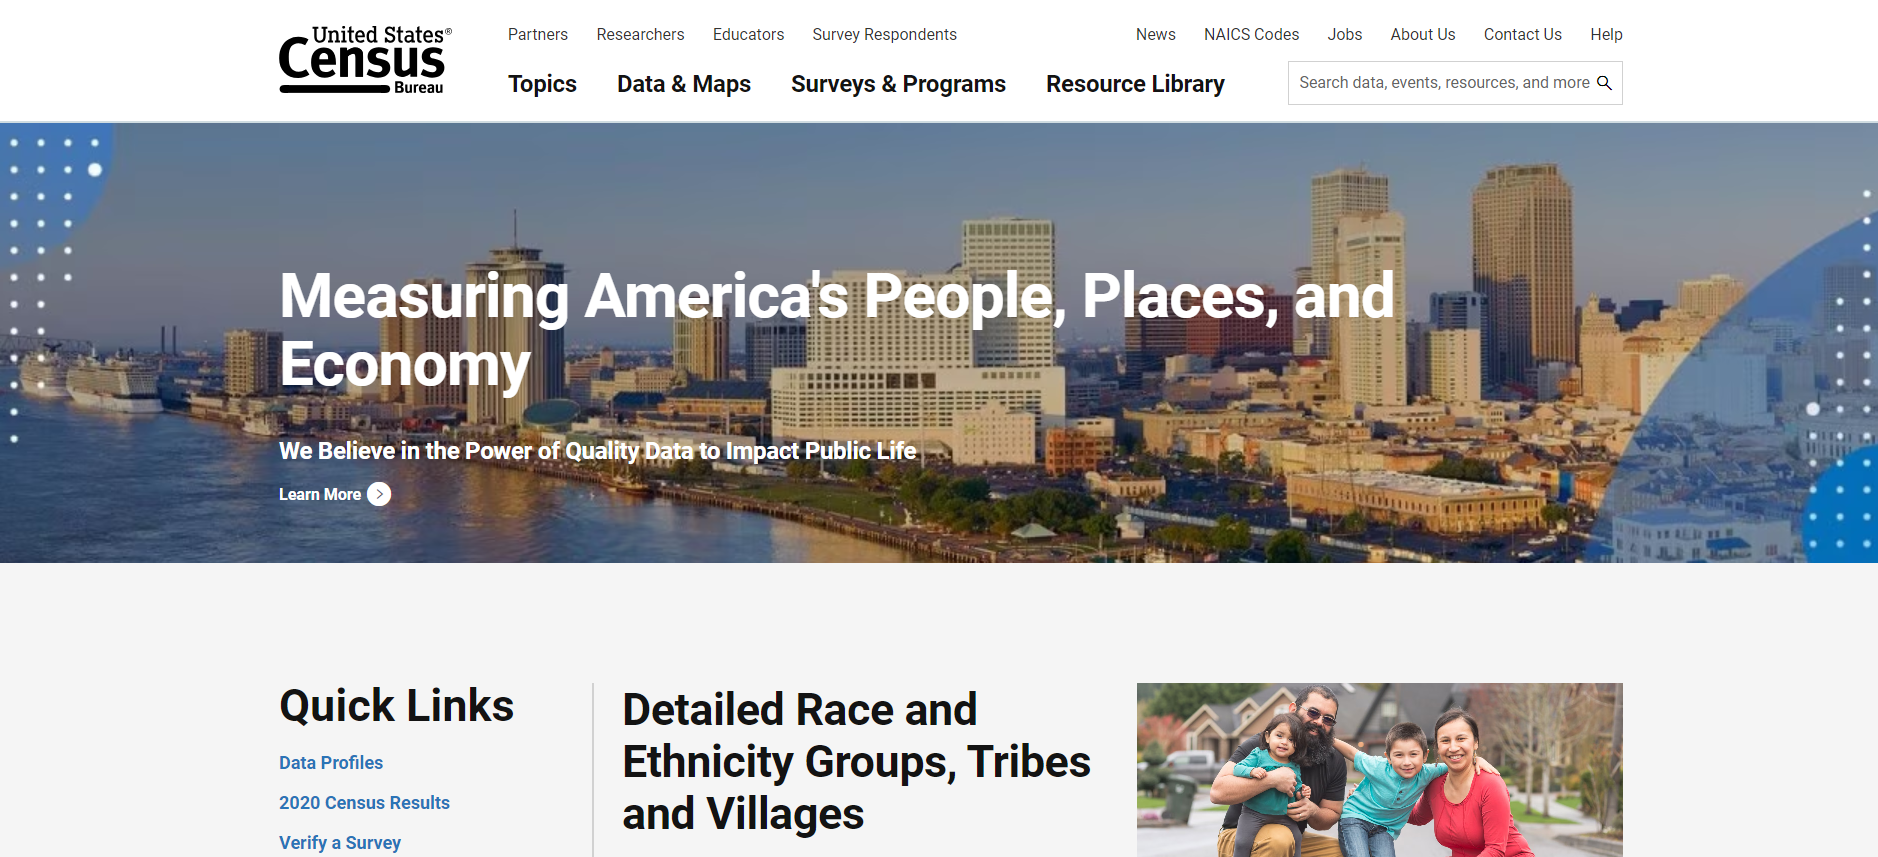 United States®
Census
Bureau
Partners Researchers Educators Survey Respondents
News NAICS Codes Jobs About Us Contact Us Help
Topics Data & Maps Surveys & Programs Resource Library
Search data, events, resources, and more
Measuring America's People, Places, and
Economy
We Believe in the Power of Quality Data to Impact Public Life
Learn More
Quick Links
Data Profiles
2020 Census Results
Verify a Survey
Detailed Race and
Ethnicity Groups, Tribes
and Villages